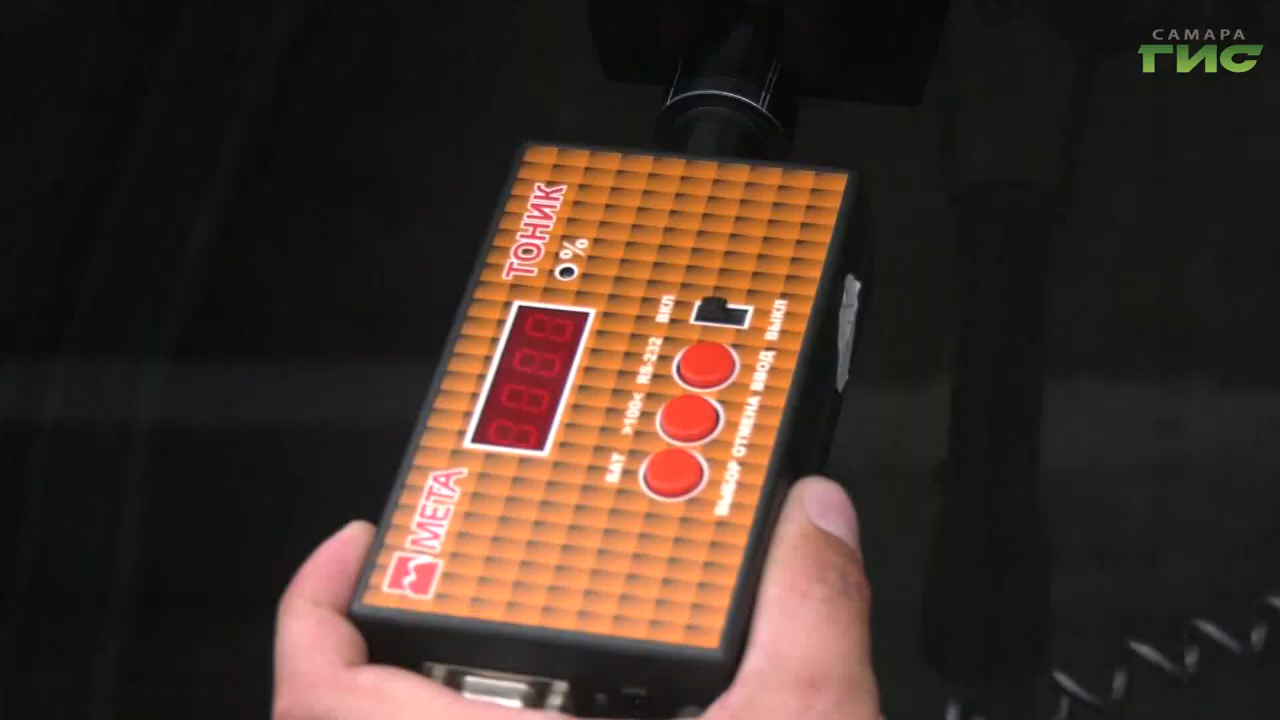 САМАРА
ГИС
МЕТА
ТОНИК
%
БАТ >100< RS-232 ВКЛ
ВЫБОР ОТМЕНА ВВОД ВЫКЛ